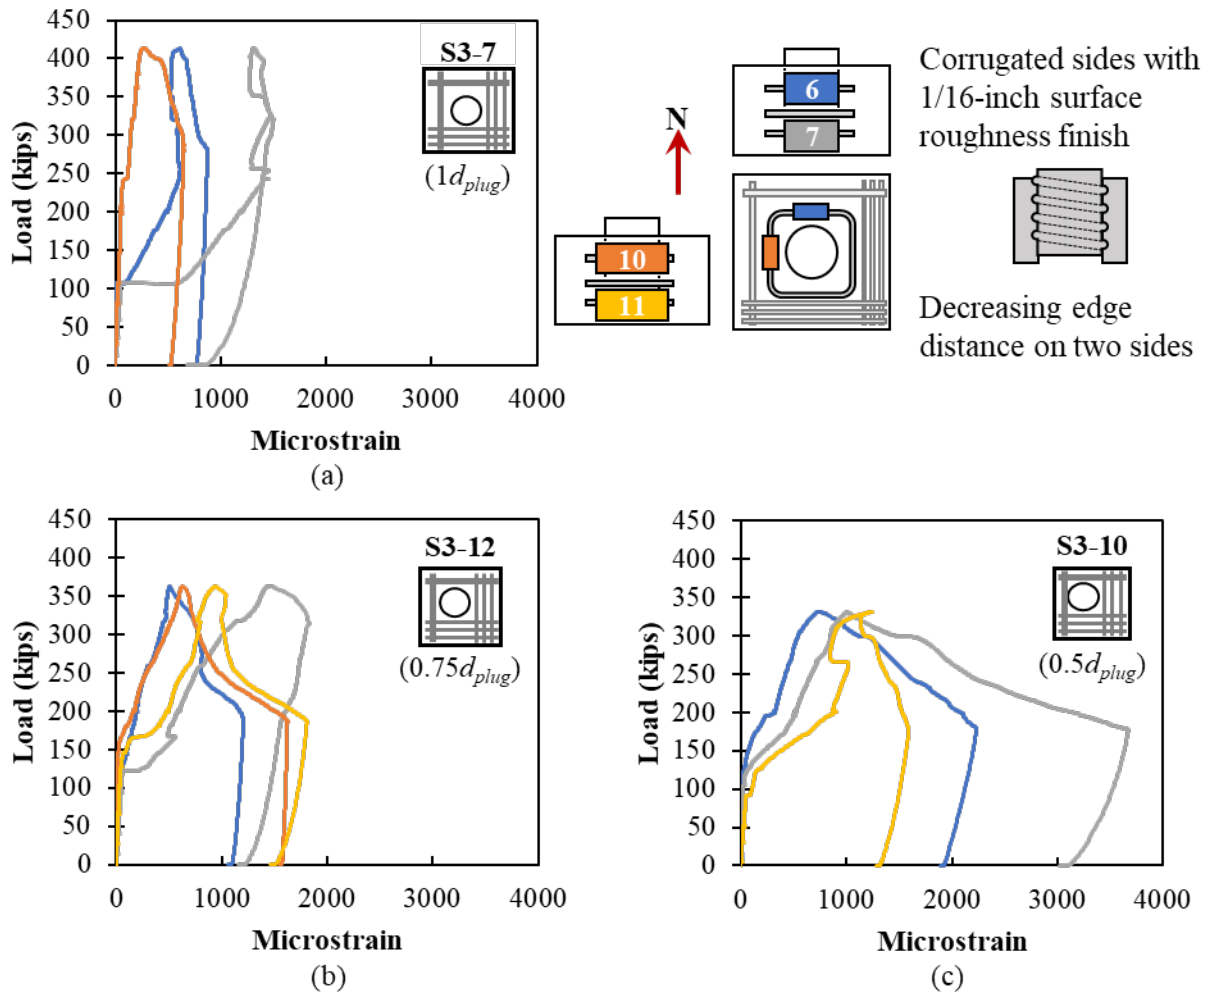 450
400
350
300
250
200
150
100
50
0
Load (kips)
0 1000 2000 3000 4000
Microstrain
(a)
S3-7
(1d_plug)
N
6
7
10
11
Corrugated sides with
1/16-inch surface
roughness finish
Decreasing edge
distance on two sides
450
400
350
300
250
200
150
100
50
0
Load (kips)
0 1000 2000 3000 4000
Microstrain
(b)
S3-12
(0.75d_plug)
450
400
350
300
250
200
150
100
50
0
Load (kips)
0 1000 2000 3000 4000
Microstrain
(c)
S3-10
(0.5d_plug)